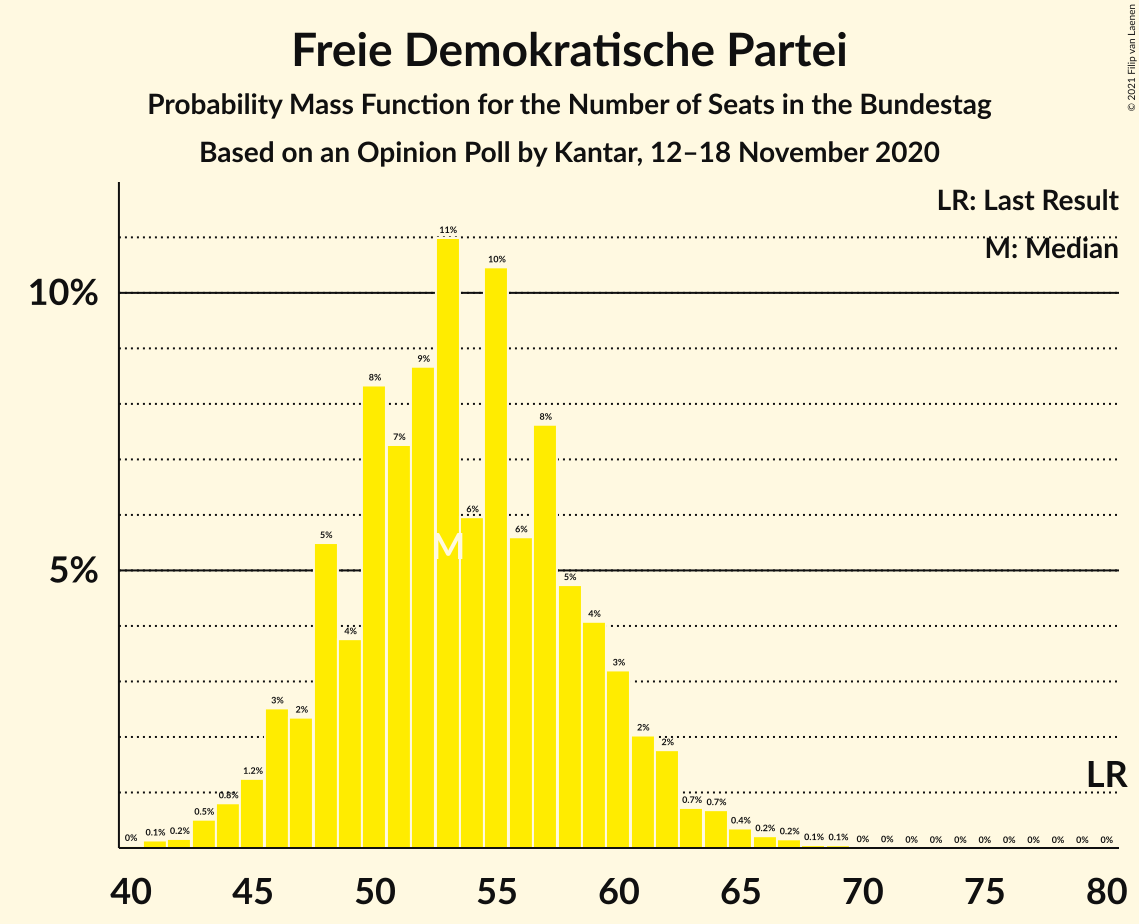 Freie Demokratische Partei
Probability Mass Function for the Number of Seats in the Bundestag
Based on an Opinion Poll by Kantar, 12–18 November 2020
© 2021 Filip van Laenen
LR: Last Result
M: Median
10%
5%
0% 0.1% 0.2% 0.5% 0.8% 1.2% 3% 2% 5% 4% 8% 7% 9% 11% 6% 10% 6% 8% 5% 4% 3% 2% 2% 0.7% 0.7% 0.4% 0.2% 0.2% 0.1% 0.1% 0% 0% 0% 0% 0% 0% 0% 0% 0% 0% 0%
M
LR
40 45 50 55 60 65 70 75 80